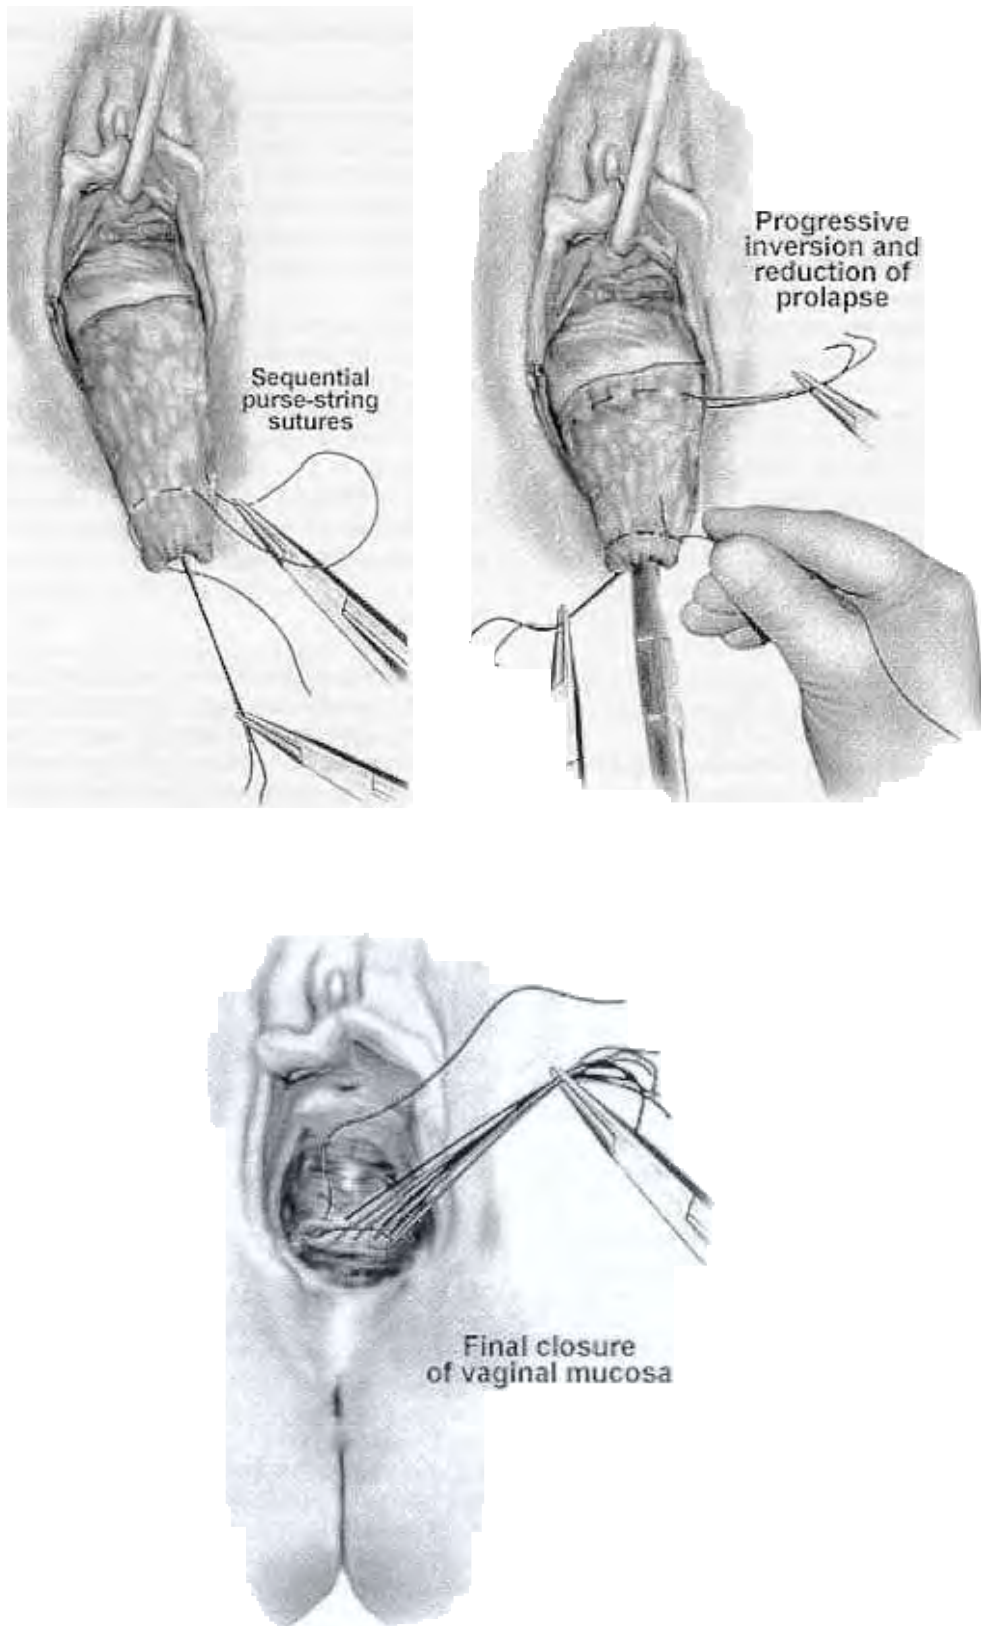 Sequential
purse-string
sutures
Progressive
inversion and
reduction of
prolapse
Final closure
of vaginal mucosa